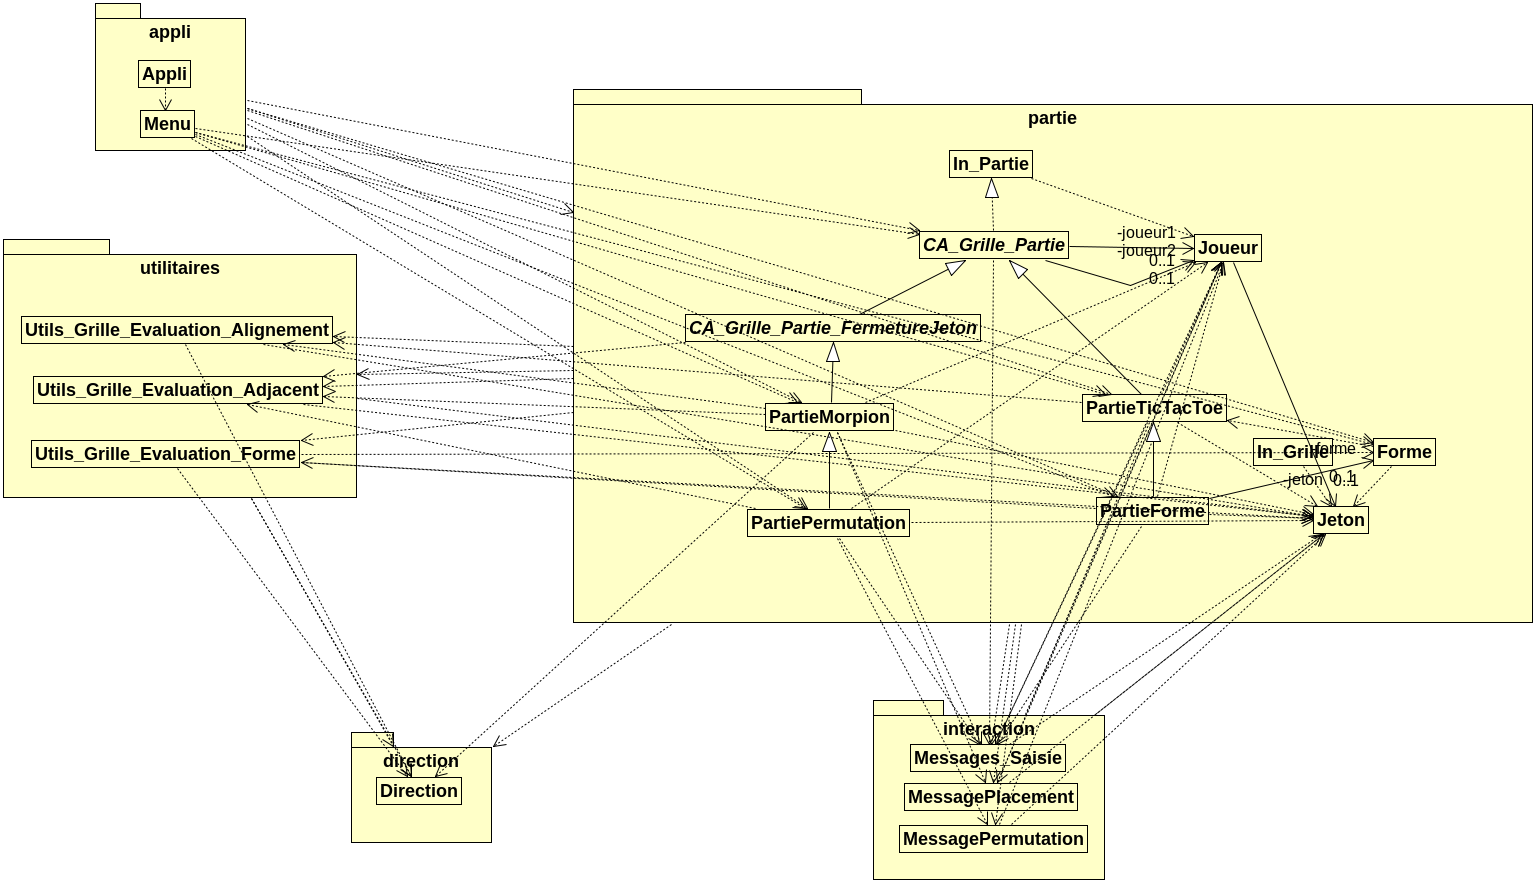 appli
Appli
Menu
partie
In_Partie
-joueur1
CA_Grille_Partie
Joueur
-joueur2
0..1
utilitaires
0..1
Utils_Grille_Evaluation_Alignement
CA_Grille_Partie_FermetureJeton
Utils_Grille_Evaluation_Adjacent
PartieMorpion
PartieTicTacToe
Utils_Grille_Evaluation_Forme
In_Grille
-forme
Forme
-jeton
0..1
0..1
PartiePermutation
PartieForme
Jeton
interaction
direction
Messages_Saisie
Direction
MessagePlacement
MessagePermutation